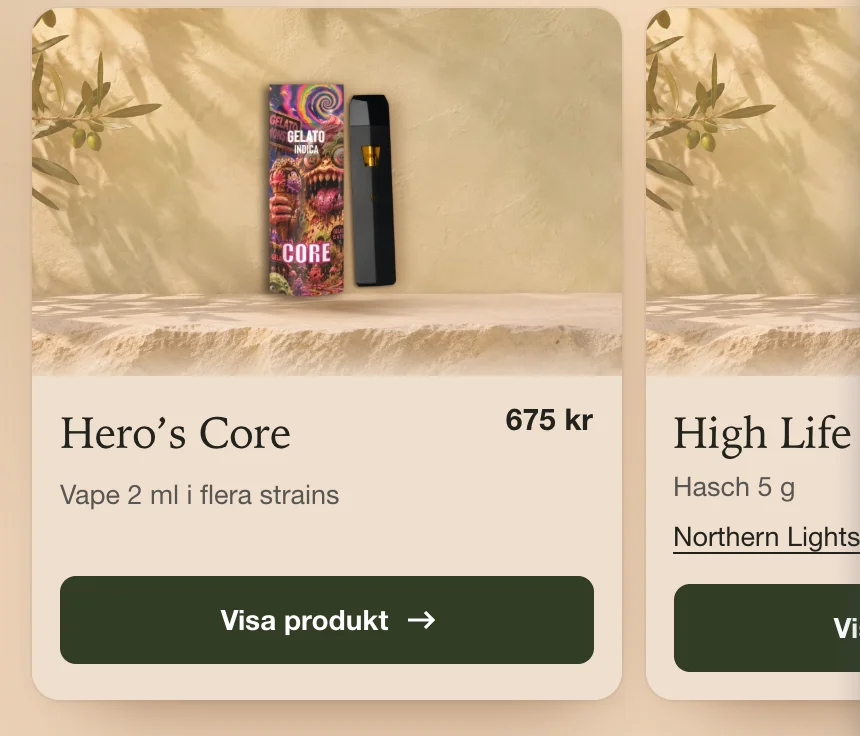 GELATO
INDICA
CORE
Hero’s Core
675 kr
Vape 2 ml i flera strains
Visa produkt →
High Life
Hasch 5 g
Northern Lights